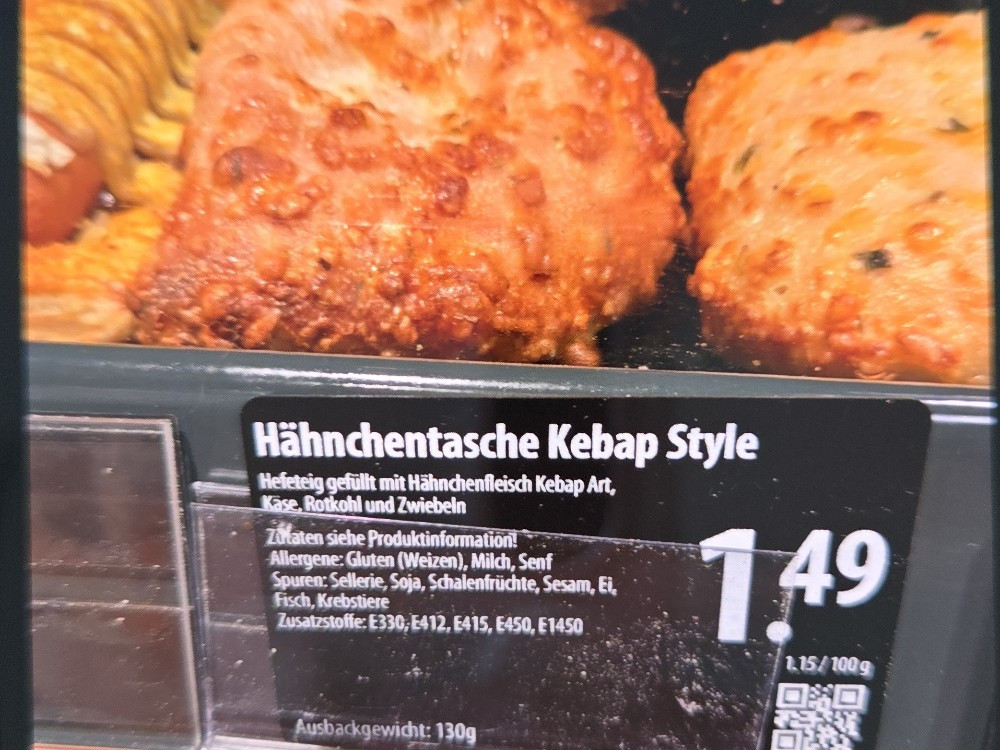 Hähnchentasche Kebap Style
Hefeteig gefüllt mit Hähnchenfleisch Kebap Art,
Käse, Rotkohl und Zwiebeln
Zutaten siehe Produktinformation!
Allergene: Gluten (Weizen), Milch, Senf
Spuren: Sellerie, Soja, Schalenfrüchte, Sesam, Ei,
Fisch, Krebstiere
Zusatzstoffe: E330, E412, E415, E450, E1450
1.49
1.15 / 100 g
Ausbackgewicht: 130g